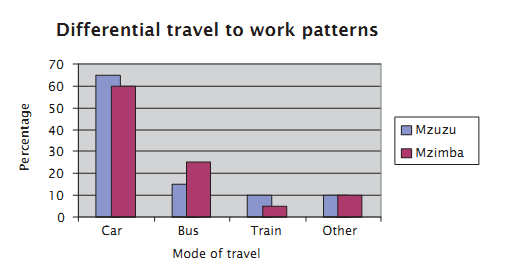 Differential travel to work patterns
70
60
50
40
30
20
10
0
Percentage
Car Bus Train Other
Mode of travel
Mzuzu
Mzimba